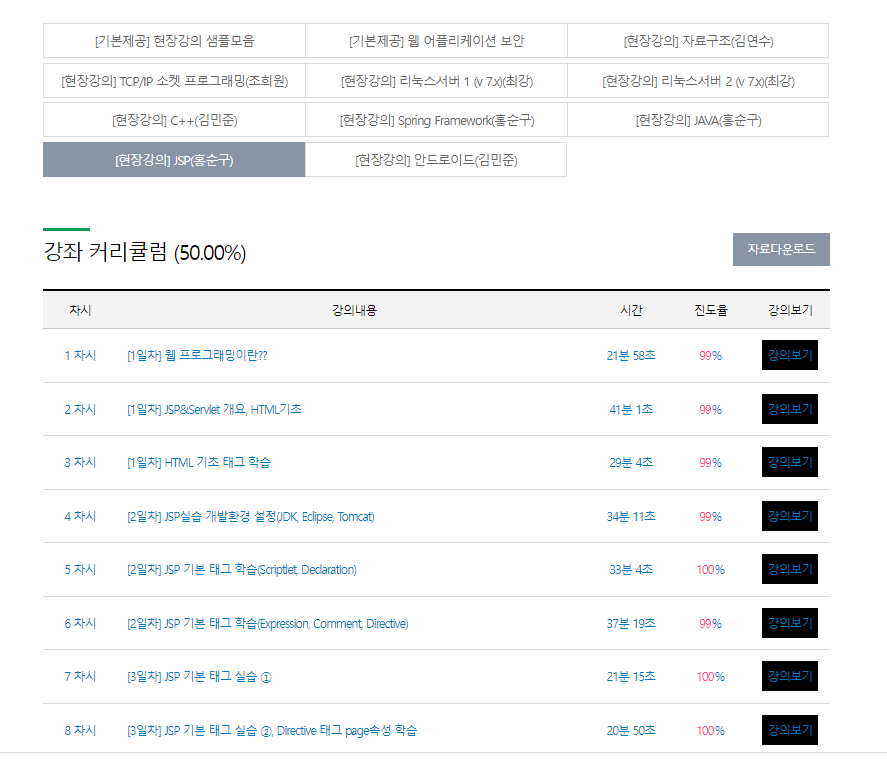 [기본제공] 현장강의 샘플모음 [기본제공] 웹 어플리케이션 보안 [현장강의] 자료구조(김연수)
[현장강의] TCP/IP 소켓 프로그래밍(조희원) [현장강의] 리눅스서버 1 (v 7.x)(최강) [현장강의] 리눅스서버 2 (v 7.x)(최강)
[현장강의] C++(김민준) [현장강의] Spring Framework(홍순구) [현장강의] JAVA(홍순구)
[현장강의] JSP(홍순구) [현장강의] 안드로이드(김민준)
강좌 커리큘럼 (50.00%) 자료다운로드
차시 강의내용 시간 진도율 강의보기
1 차시 [1일차] 웹 프로그래밍이란?? 21분 58초 99% 강의보기
2 차시 [1일차] JSP&Servlet 개요, HTML기초 41분 1초 99% 강의보기
3 차시 [1일차] HTML 기초 태그 학습 29분 4초 99% 강의보기
4 차시 [2일차] JSP실습 개발환경 설정(JDK, Eclipse, Tomcat) 34분 11초 99% 강의보기
5 차시 [2일차] JSP 기본 태그 학습(Scriptlet, Declaration) 33분 4초 100% 강의보기
6 차시 [2일차] JSP 기본 태그 학습(Expression, Comment, Directive) 37분 19초 99% 강의보기
7 차시 [3일차] JSP 기본 태그 실습 ① 21분 15초 100% 강의보기
8 차시 [3일차] JSP 기본 태그 실습 ②, Directive 태그 page속성 학습 20분 50초 100% 강의보기